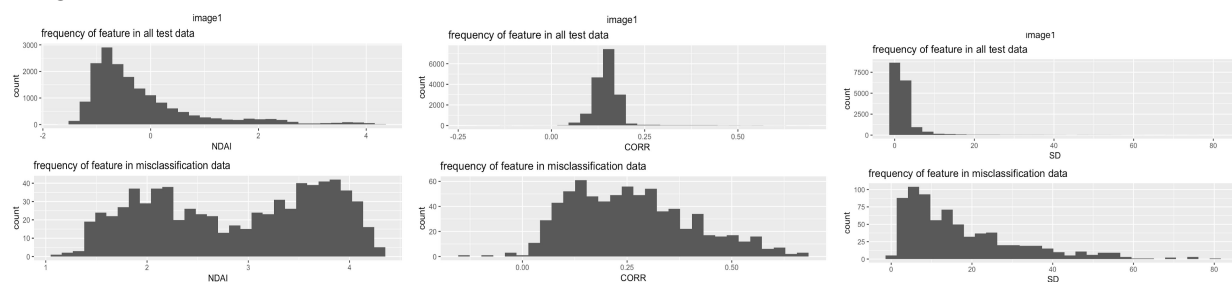 image1
frequency of feature in all test data
3000
2000
1000
0
count
-2
0
2
4
NDAI
frequency of feature in misclassification data
40
30
20
10
0
count
1
2
3
4
NDAI
image1
frequency of feature in all test data
6000
4000
2000
0
count
-0.25
0.00
0.25
0.50
CORR
frequency of feature in misclassification data
60
40
20
0
count
0.00
0.25
0.50
CORR
image1
frequency of feature in all test data
7500
5000
2500
0
count
0
20
40
60
80
SD
frequency of feature in misclassification data
100
75
50
25
0
count
0
20
40
60
80
SD